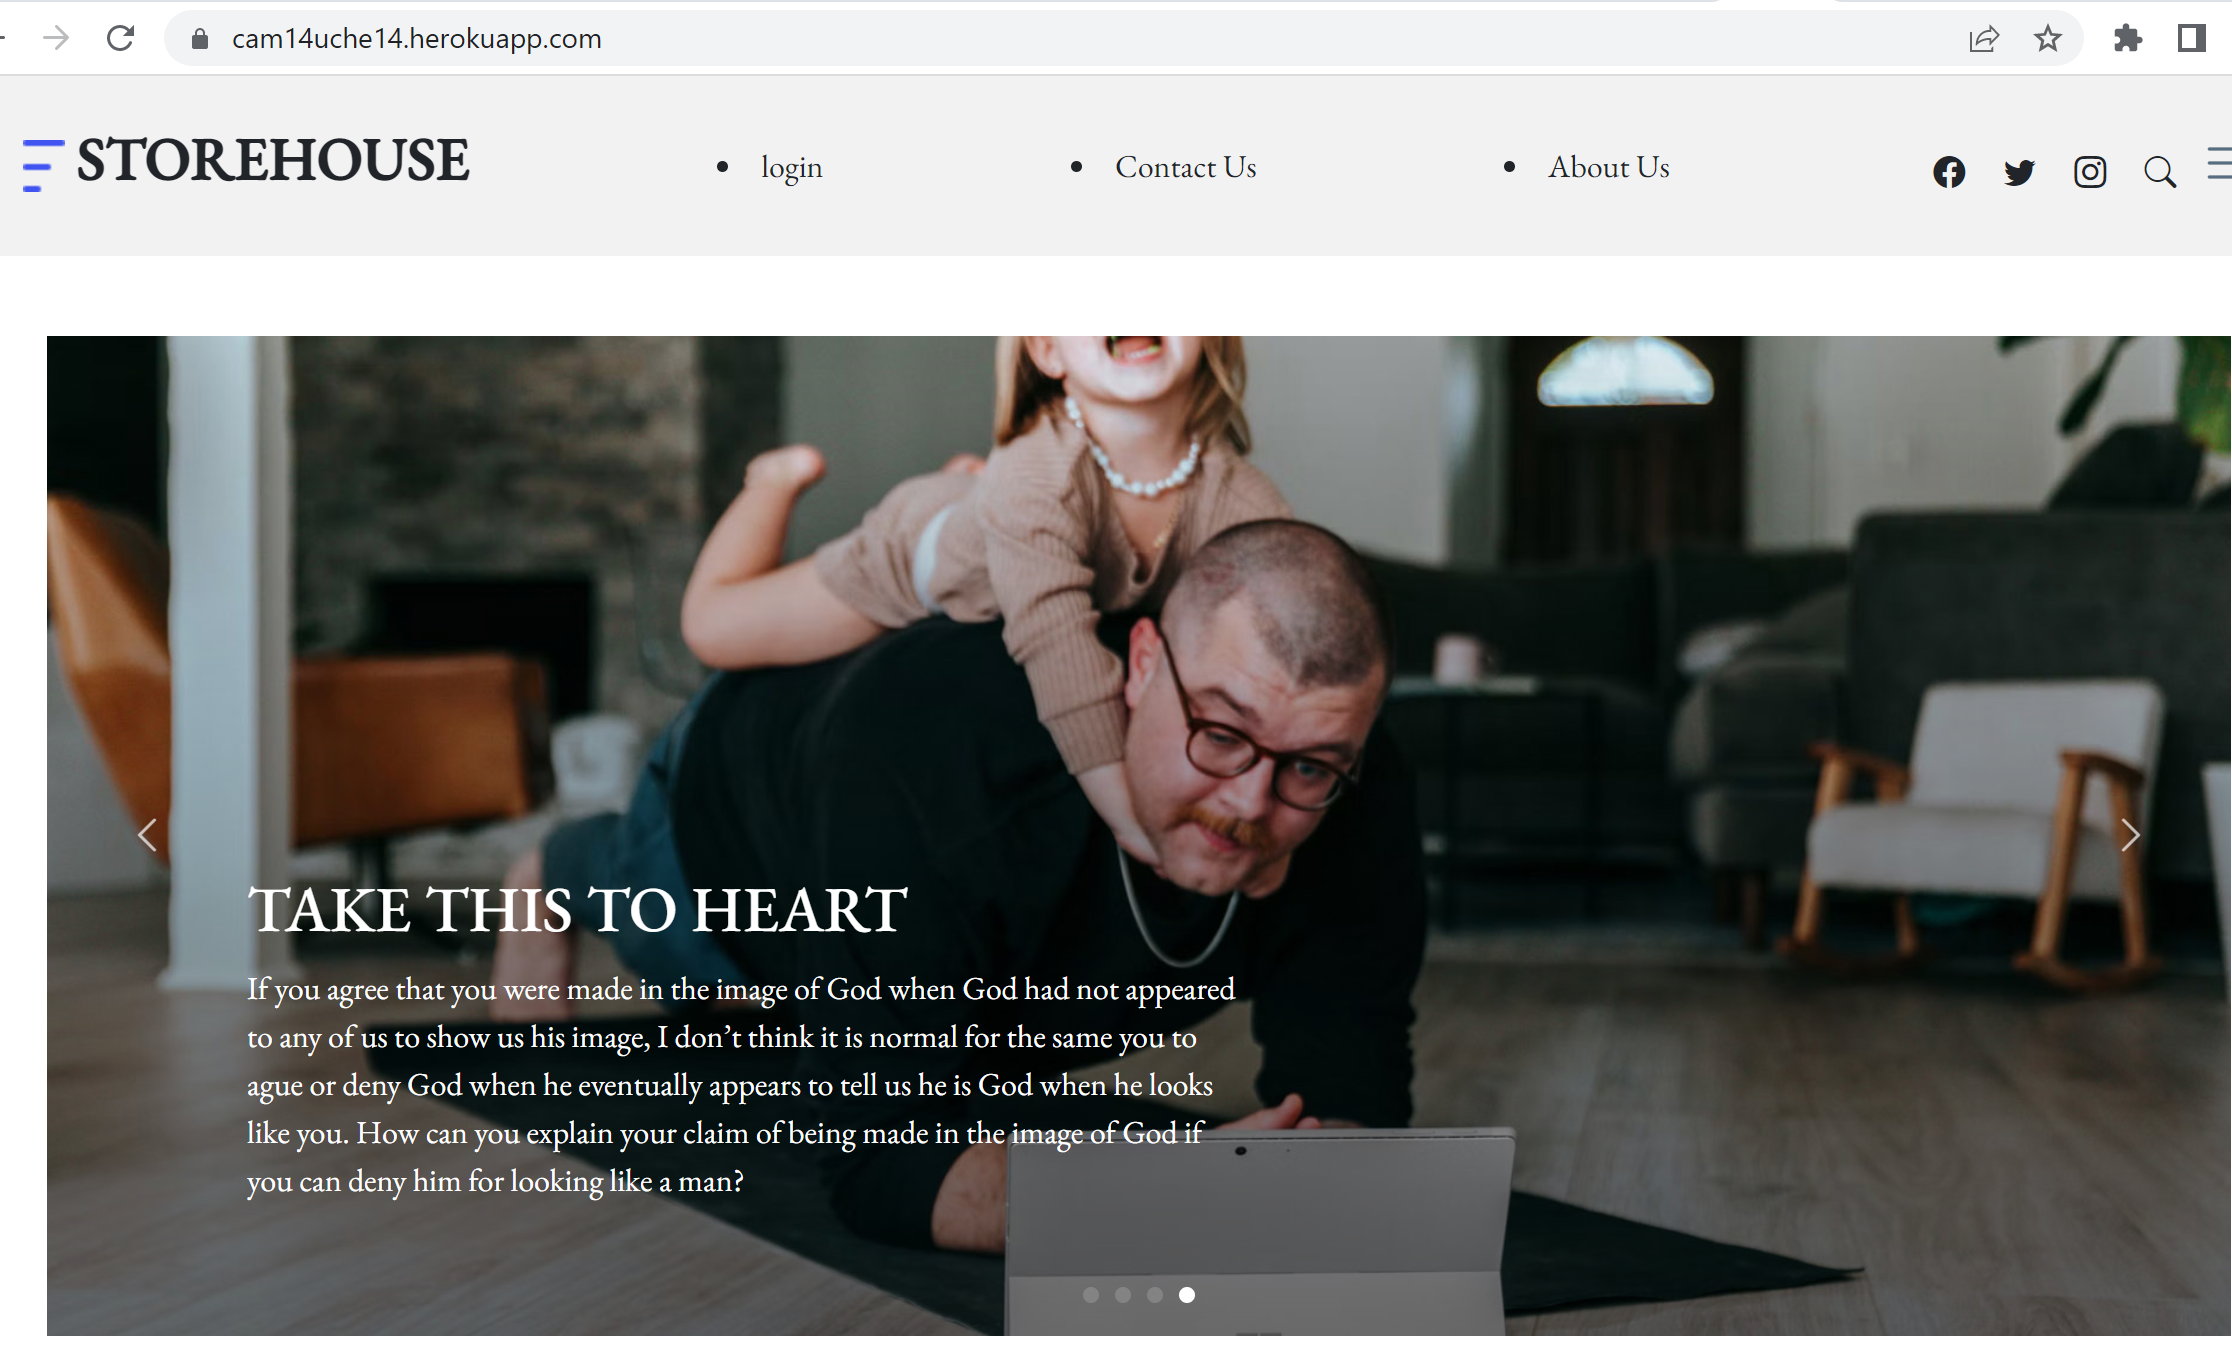 cam14uche14.herokuapp.com
STOREHOUSE
login
Contact Us
About Us
TAKE THIS TO HEART
If you agree that you were made in the image of God when God had not appeared
to any of us to show us his image, I don’t think it is normal for the same you to
ague or deny God when he eventually appears to tell us he is God when he looks
like you. How can you explain your claim of being made in the image of God if
you can deny him for looking like a man?